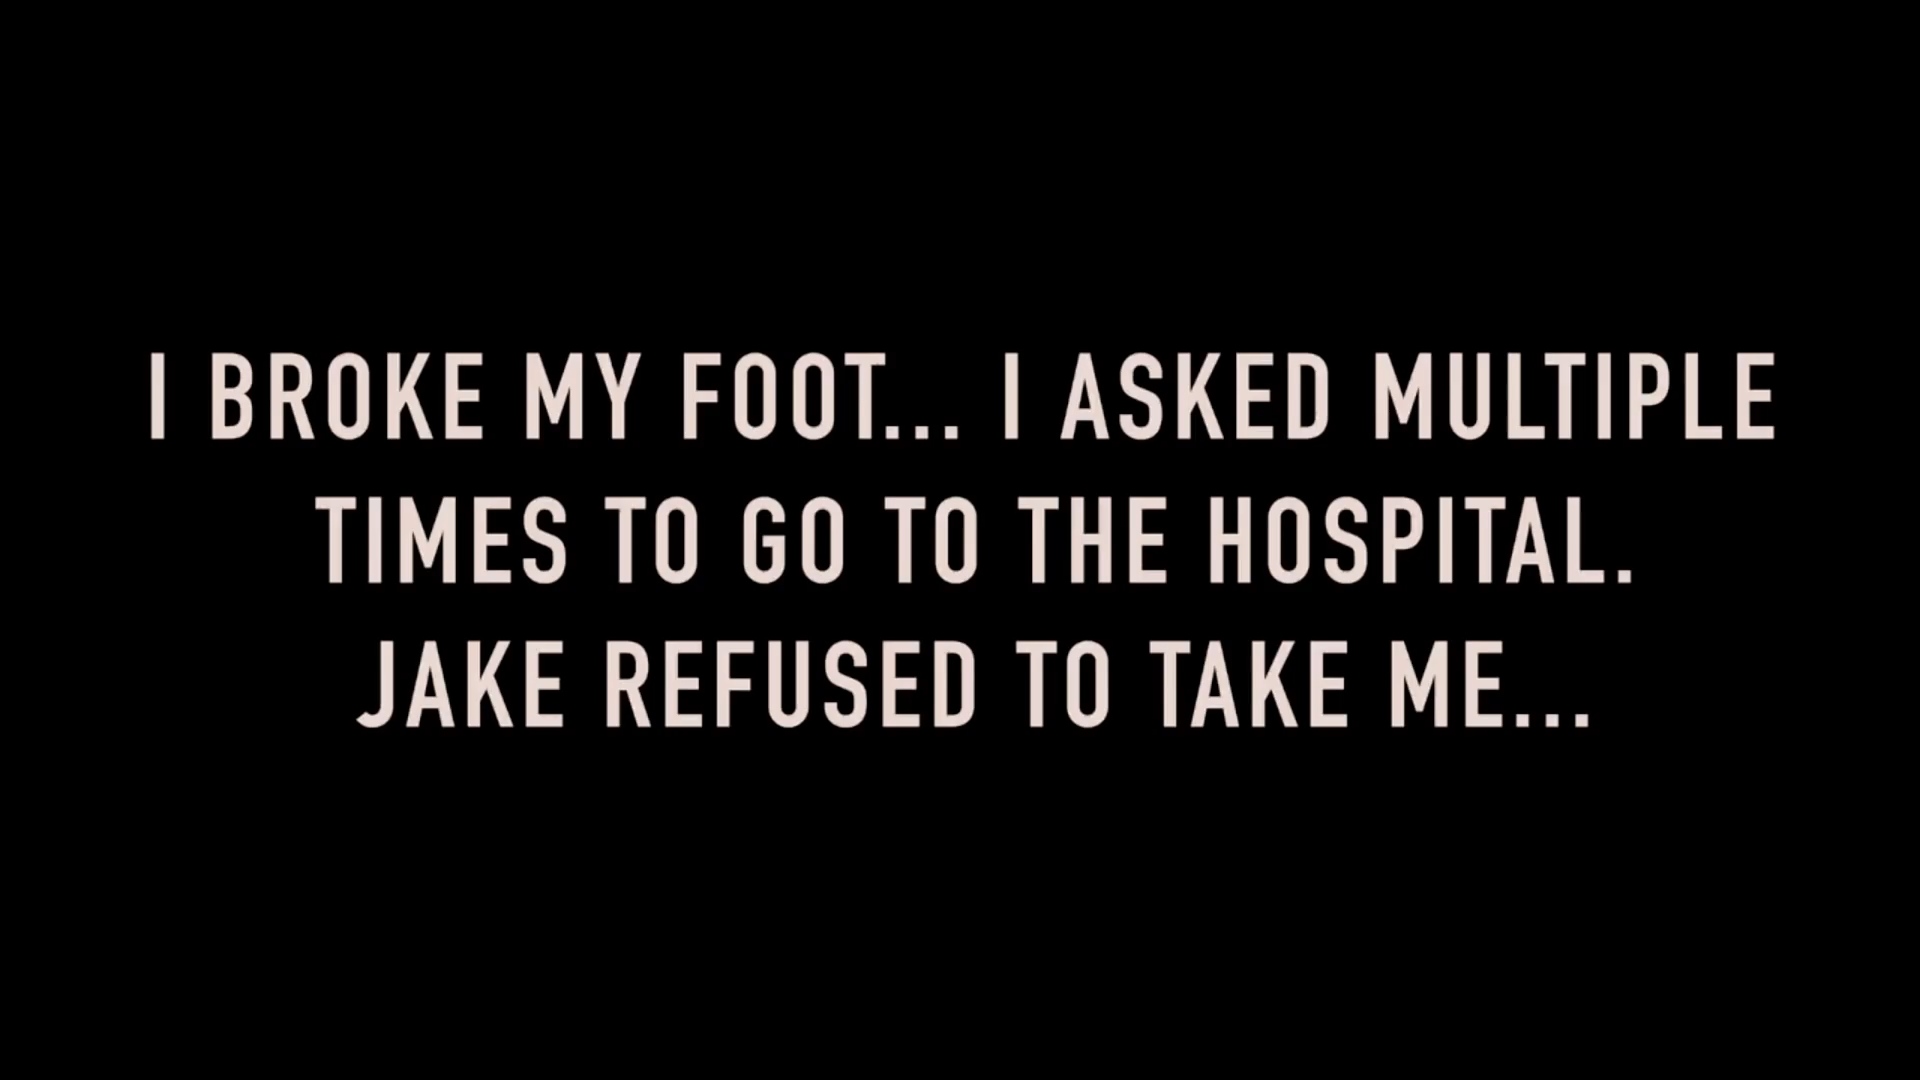 I BROKE MY FOOT... I ASKED MULTIPLE
TIMES TO GO TO THE HOSPITAL.
JAKE REFUSED TO TAKE ME...